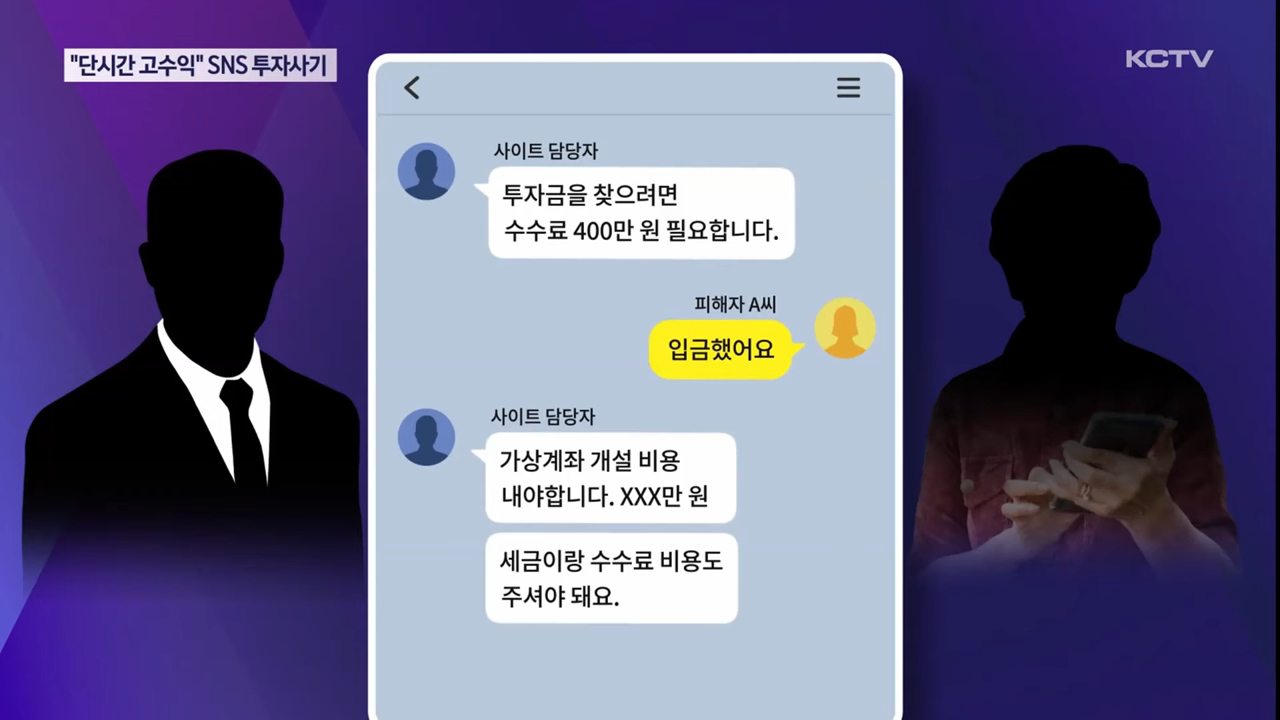 "단시간 고수익" SNS 투자사기
KCTV
사이트 담당자
투자금을 찾으려면
수수료 400만 원 필요합니다.
피해자 A씨
입금했어요
사이트 담당자
가상계좌 개설 비용
내야합니다. XXX만 원
세금이랑 수수료 비용도
주셔야 돼요.